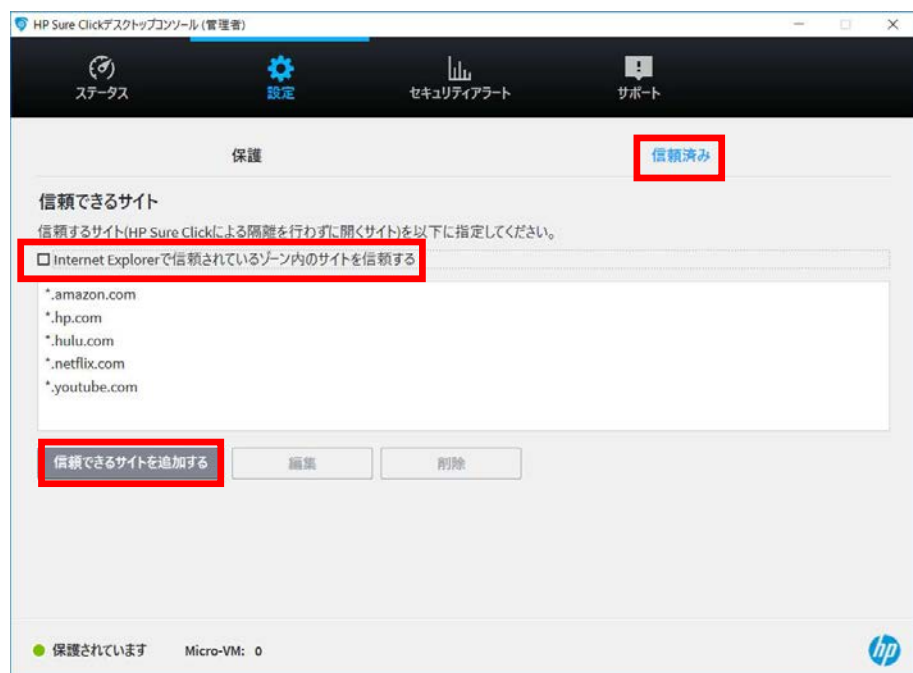 HP Sure Clickデスクトップコンソール (管理者)
ステータス
設定
セキュリティアラート
サポート
保護
信頼済み
信頼できるサイト
信頼するサイト(HP Sure Clickによる隔離を行わずに開くサイト)を以下に指定してください。
Internet Explorerで信頼されているゾーン内のサイトを信頼する
*.amazon.com
*.hp.com
*.hulu.com
*.netflix.com
*.youtube.com
信頼できるサイトを追加する
編集
削除
保護されています Micro-VM: 0
hp